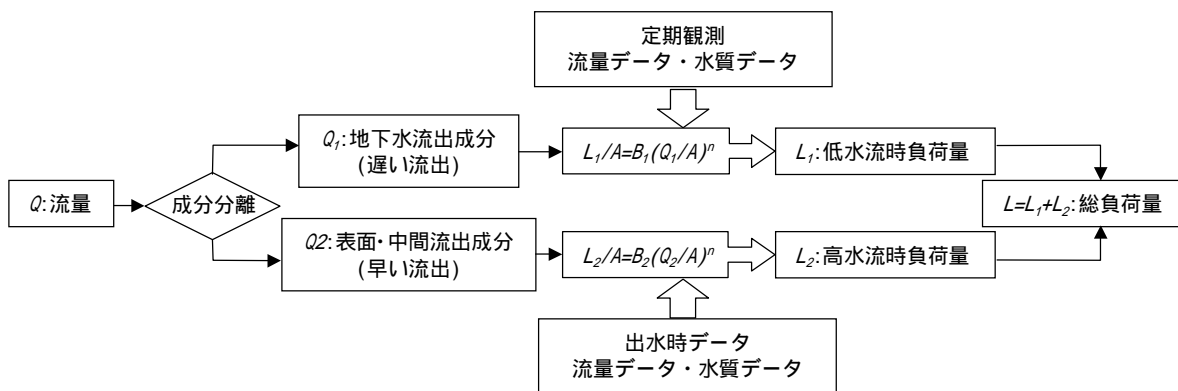 定期観測
流量データ・水質データ
Q₁:地下水流出成分
(遅い流出)
L₁/A=B₁(Q₁/A)ⁿ
L₁:低水流時負荷量
Q:流量
成分分離
L=L₁+L₂:総負荷量
Q2:表面・中間流出成分
(早い流出)
L₂/A=B₂(Q₂/A)ⁿ
L₂:高水流時負荷量
出水時データ
流量データ・水質データ